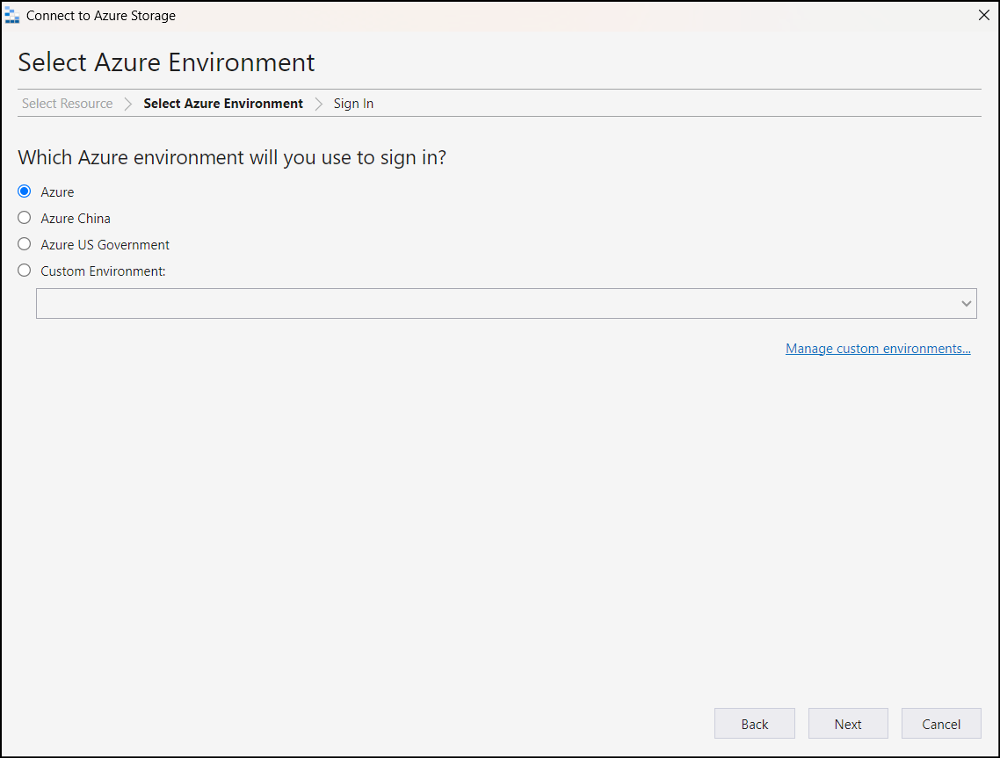 Connect to Azure Storage
Select Azure Environment
Select Resource Select Azure Environment Sign In
Which Azure environment will you use to sign in?
Azure
Azure China
Azure US Government
Custom Environment:
Manage custom environments...
Back Next Cancel